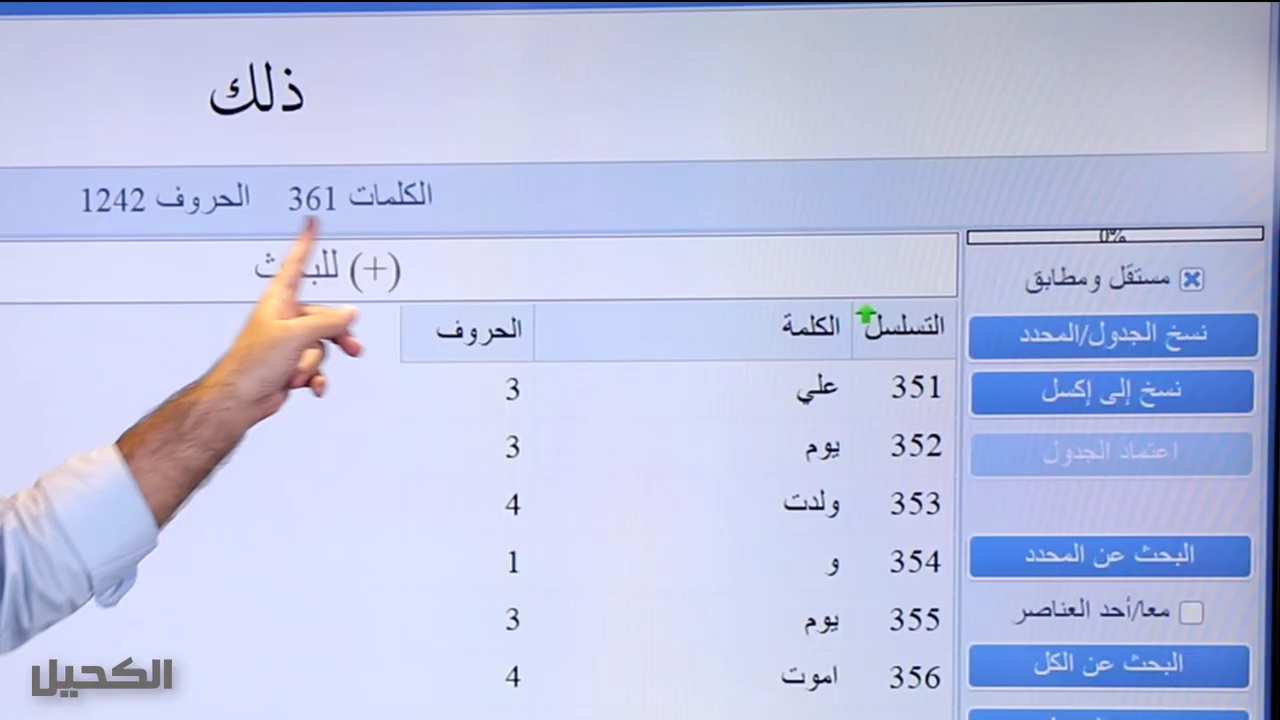 ذلك
الكلمات 361 الحروف 1242
0%
(+) للبحث
مستقل ومطابق
التسلسل الكلمة الحروف
نسخ الجدول/المحدد
351 علي 3
نسخ إلى إكسل
352 يوم 3
اعتماد الجدول
353 ولدت 4
354 و 1
البحث عن المحدد
355 يوم 3
معا/أحد العناصر
356 اموت 4
البحث عن الكل
الكحيل